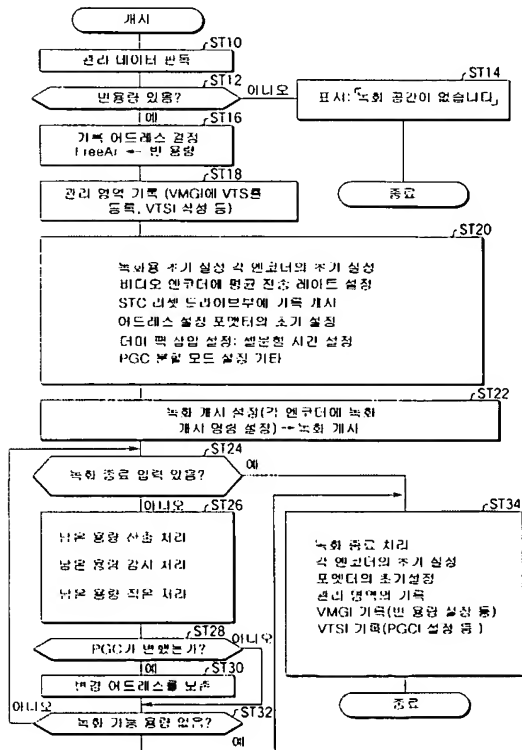 개시
ST10
관리 데이터 판독
ST12
빈용량 있음?
아니오
ST14
표시:「녹화 공간이 없습니다」
예
ST16
종료
기록 어드레스 결정
FreeAr ← 빈 용량
ST18
관리 영역 기록 (VMGI에 VTS를
등록, VTSI 작성 등)
ST20
녹화용 초기 설정 각 엔코더의 초기 설정
비디오 엔코더에 평균 전송 레이트 설정
STC 리셋 드라이브부에 기록 개시
어드레스 설정 포맷터의 초기 설정
더미 팩 삽입 설정: 셀분할 시간 설정
PGC 분할 모드 설정 기타
ST22
녹화 개시 설정(각 엔코더에 녹화
개시 명령 설정) → 녹화 개시
ST24
녹화 종료 입력 있음?
예
아니오
ST26
남은 용량 산출 처리
남은 용량 감시 처리
남은 용량 적은 처리
ST34
녹화 종료 처리
각 엔코더의 초기 설정
포맷터의 초기설정
관리 영역의 기록
VMGI 기록(빈 용량 설정 등)
VTSI 기록(PGCI 설정 등 )
ST28
PGC가 변했는가?
아니오
예
ST30
변경 어드레스를 보존
종료
아니오
ST32
녹화 가능 용량 없음?
예